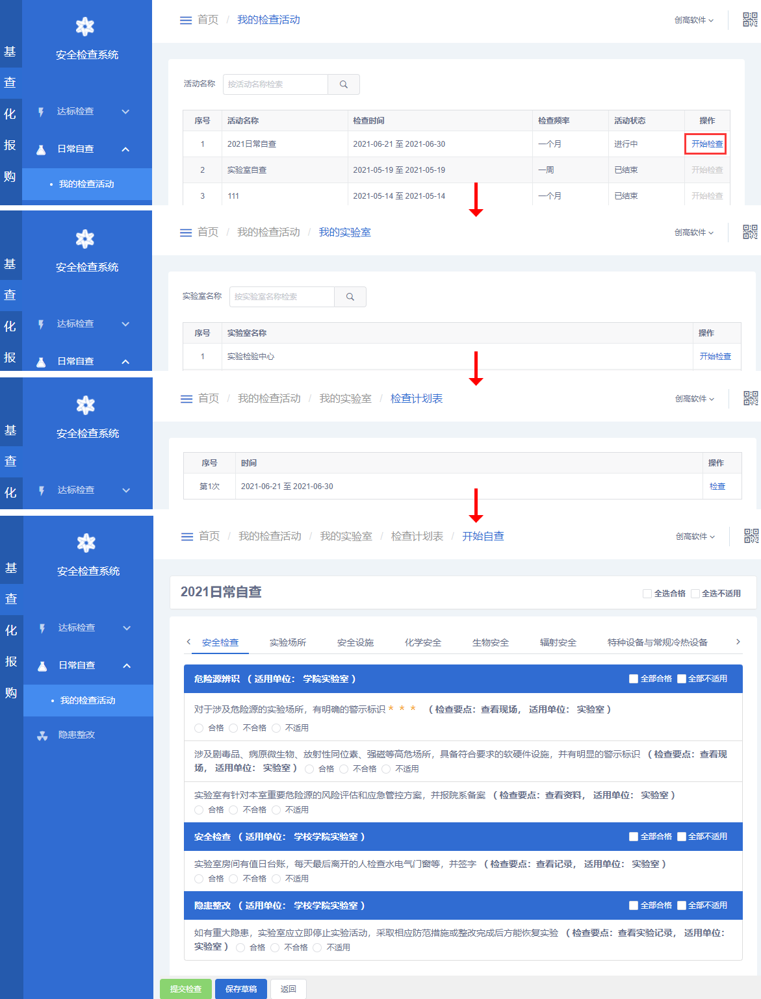 基
查
化
报
购
安全检查系统
达标检查
日常自查
• 我的检查活动
首页 / 我的检查活动
创高软件
活动名称 按活动名称检索
序号 活动名称 检查时间 检查频率 活动状态 操作
1 2021日常自查 2021-06-21 至 2021-06-30 一个月 进行中 开始检查
2 实验室自查 2021-05-19 至 2021-05-19 一周 已结束 开始检查
3 111 2021-05-14 至 2021-05-14 一个月 已结束 开始检查
基
查
化
报
安全检查系统
达标检查
日常自查
首页 / 我的检查活动 / 我的实验室
创高软件
实验室名称 按实验室名称检索
序号 实验室名称 操作
1 实验检验中心 开始检查
基
查
化
安全检查系统
达标检查
首页 / 我的检查活动 / 我的实验室 / 检查计划表
创高软件
序号 时间 操作
第1次 2021-06-21 至 2021-06-30 检查
基
查
化
报
购
安全检查系统
达标检查
日常自查
• 我的检查活动
隐患整改
首页 / 我的检查活动 / 我的实验室 / 检查计划表 / 开始自查
创高软件
2021日常自查 全选合格 全选不适用
安全检查 实验场所 安全设施 化学安全 生物安全 辐射安全 特种设备与常规冷热设备
危险源辨识 （ 适用单位： 学院实验室 ） 全部合格 全部不适用
对于涉及危险源的实验场所，有明确的警示标识 * * * （ 检查要点：查看现场， 适用单位： 实验室 ）
合格 不合格 不适用
涉及剧毒品、病原微生物、放射性同位素、强磁等高危场所，具备符合要求的软硬件设施，并有明显的警示标识 （ 检查要点：查看现
场， 适用单位： 实验室 ） 合格 不合格 不适用
实验室有针对本室重要危险源的风险评估和应急管控方案，并报院系备案 （ 检查要点：查看资料， 适用单位： 实验室 ）
合格 不合格 不适用
安全检查 （ 适用单位： 学校学院实验室 ） 全部合格 全部不适用
实验室房间有值日台账，每天最后离开的人检查水电气门窗等，并签字 （ 检查要点：查看记录， 适用单位： 实验室 ）
合格 不合格 不适用
隐患整改 （ 适用单位： 学校学院实验室 ） 全部合格 全部不适用
如有重大隐患，实验室应立即停止实验活动，采取相应防范措施或整改完成后方能恢复实验 （ 检查要点：查看实验记录， 适用单位：
实验室 ） 合格 不合格 不适用
提交检查 保存草稿 返回